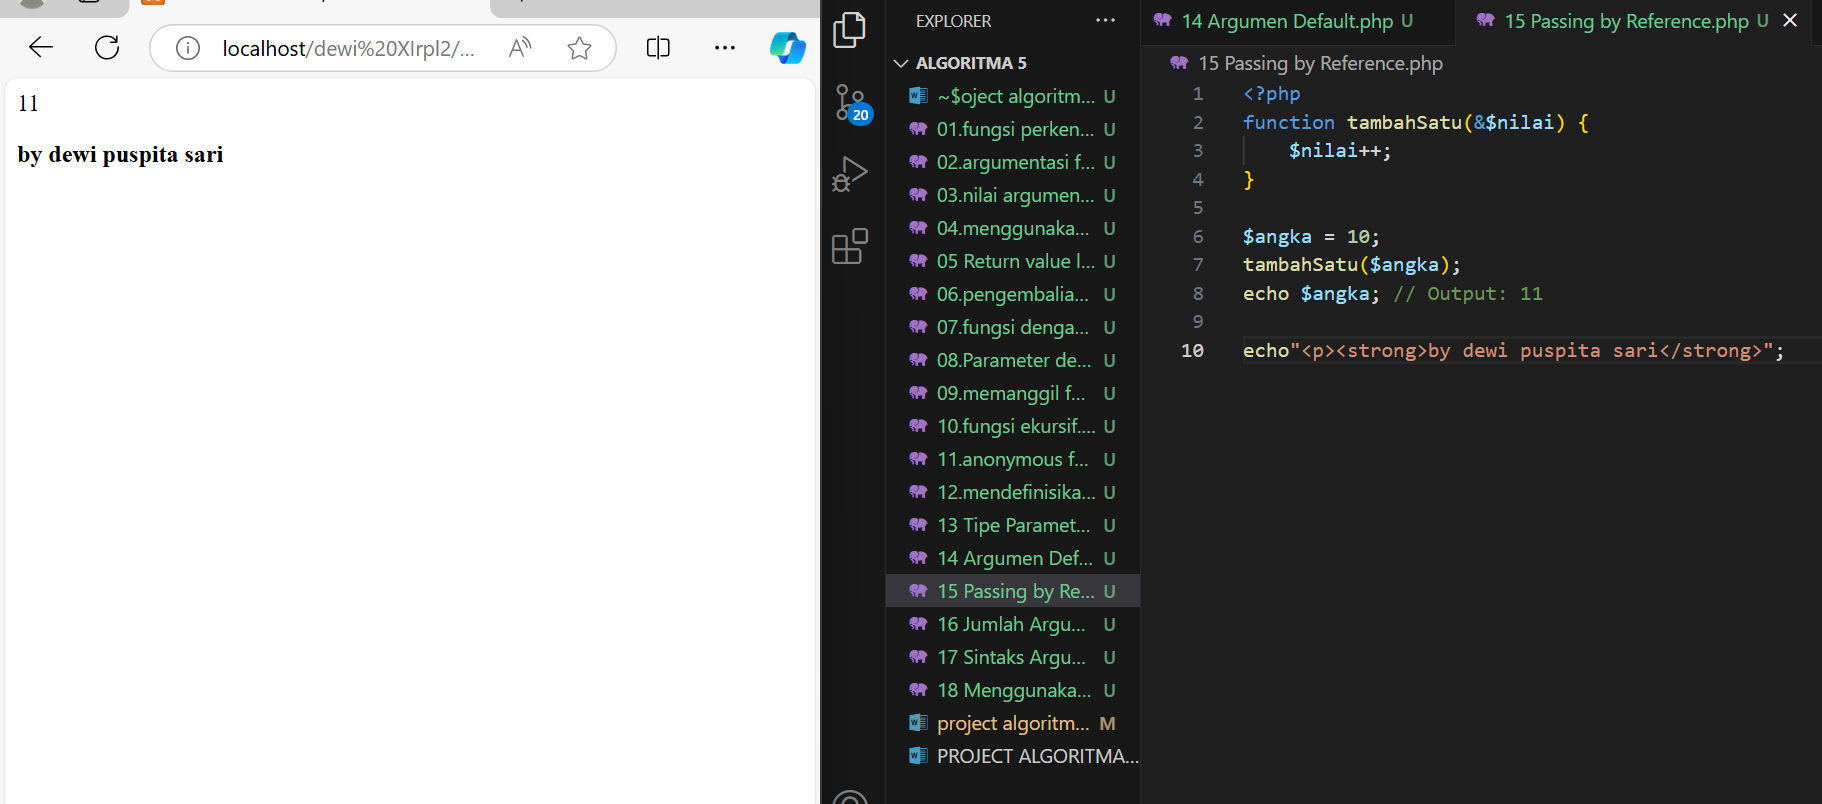 localhost/dewi%20XIrpl2/...
11
by dewi puspita sari
20
EXPLORER
ALGORITMA 5
~$oject algoritm... U
01.fungsi perken... U
02.argumentasi f... U
03.nilai argumen... U
04.menggunaka... U
05 Return value l... U
06.pengembalia... U
07.fungsi denga... U
08.Parameter de... U
09.memanggil f... U
10.fungsi ekursif.... U
11.anonymous f... U
12.mendefinisika... U
13 Tipe Paramet... U
14 Argumen Def... U
15 Passing by Re... U
16 Jumlah Argu... U
17 Sintaks Argu... U
18 Menggunaka... U
project algoritm... M
PROJECT ALGORITMA...
14 Argumen Default.php U
15 Passing by Reference.php U
15 Passing by Reference.php
1 <?php
2 function tambahSatu(&$nilai) {
3 $nilai++;
4 }
5
6 $angka = 10;
7 tambahSatu($angka);
8 echo $angka; // Output: 11
9
10 echo"<p><strong>by dewi puspita sari</strong>";